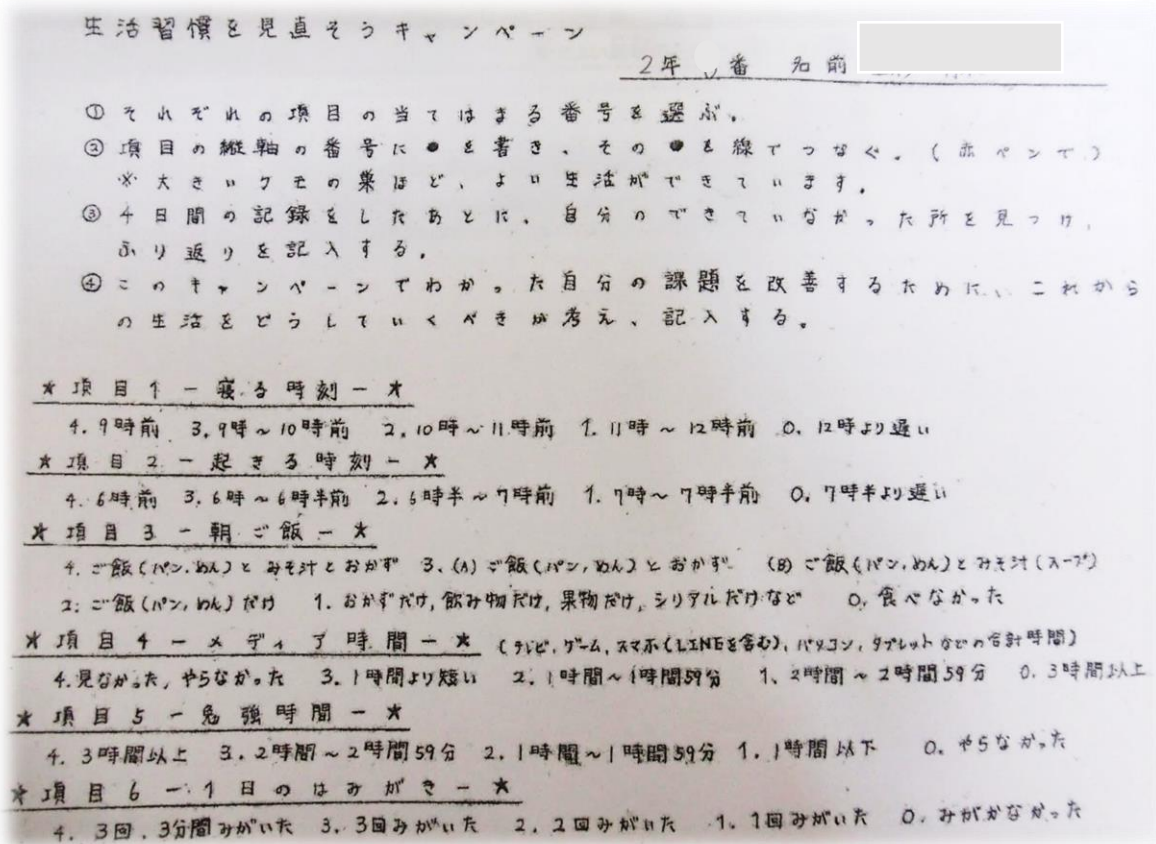 生活習慣を見直そうキャンペーン
2年 番 名前
① それぞれの項目の当てはまる番号を選ぶ。
② 項目の縦軸の番号に●を書き、その●を線でつなぐ。(赤ペンで)
※ 大きいクモの巣ほど、よい生活ができています。
③ 4日間の記録をしたあとに、自分のできていなかった所を見つけ、
ふり返りを記入する。
④ このキャンペーンでわかった自分の課題を改善するために、これから
の生活をどうしていくべきか考え、記入する。
★項目1-寝る時刻-★
4. 9時前 3. 9時~10時前 2. 10時~11時前 1. 11時~12時前 0. 12時より遅い
★項目2-起きる時刻-★
4. 6時前 3. 6時~6時半前 2. 6時半~7時前 1. 7時~7時半前 0. 7時半より遅い
★項目3-朝ご飯-★
4. ご飯(パン,めん)とみそ汁とおかず 3. (A) ご飯(パン,めん)とおかず (B) ご飯(パン,めん)とみそ汁(スープ)
2. ご飯(パン,めん)だけ 1. おかずだけ,飲み物だけ,果物だけ,シリアルだけなど 0. 食べなかった
★項目4-メディア時間-★ (テレビ,ゲーム,スマホ(LINEを含む),パソコン,タブレットなどの合計時間)
4. 見なかった,やらなかった 3. 1時間より短い 2. 1時間~1時間59分 1. 2時間~2時間59分 0. 3時間以上
★項目5-勉強時間-★
4. 3時間以上 3. 2時間~2時間59分 2. 1時間~1時間59分 1. 1時間以下 0. やらなかった
★項目6-1日のはみがき-★
4. 3回,3分間みがいた 3. 3回みがいた 2. 2回みがいた 1. 1回みがいた 0. みがかなかった